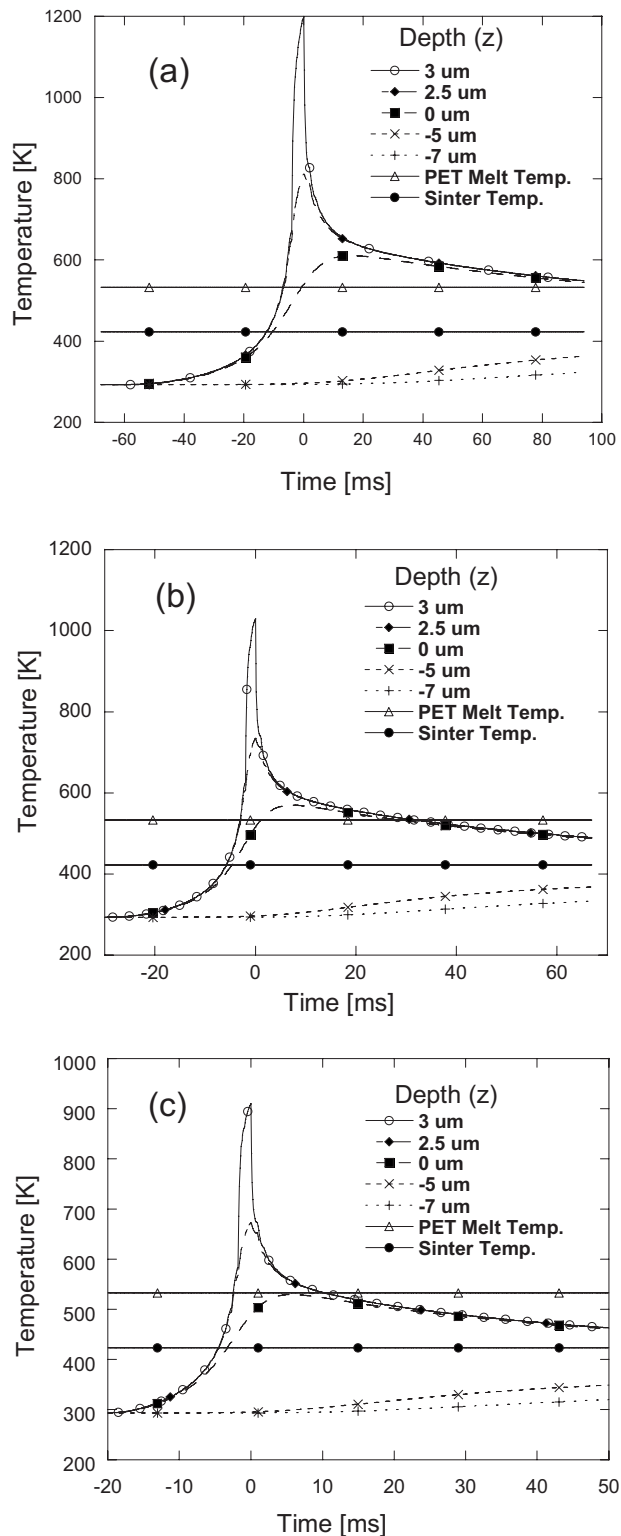 1200
1000
800
600
400
200
Temperature [K]
(a)
Depth (z)
3 um
2.5 um
0 um
-5 um
-7 um
PET Melt Temp.
Sinter Temp.
-60 -40 -20 0 20 40 60 80 100
Time [ms]
1200
1000
800
600
400
200
Temperature [K]
(b)
Depth (z)
3 um
2.5 um
0 um
-5 um
-7 um
PET Melt Temp.
Sinter Temp.
-20 0 20 40 60
Time [ms]
1000
900
800
700
600
500
400
300
200
Temperature [K]
(c)
Depth (z)
3 um
2.5 um
0 um
-5 um
-7 um
PET Melt Temp.
Sinter Temp.
-20 -10 0 10 20 30 40 50
Time [ms]